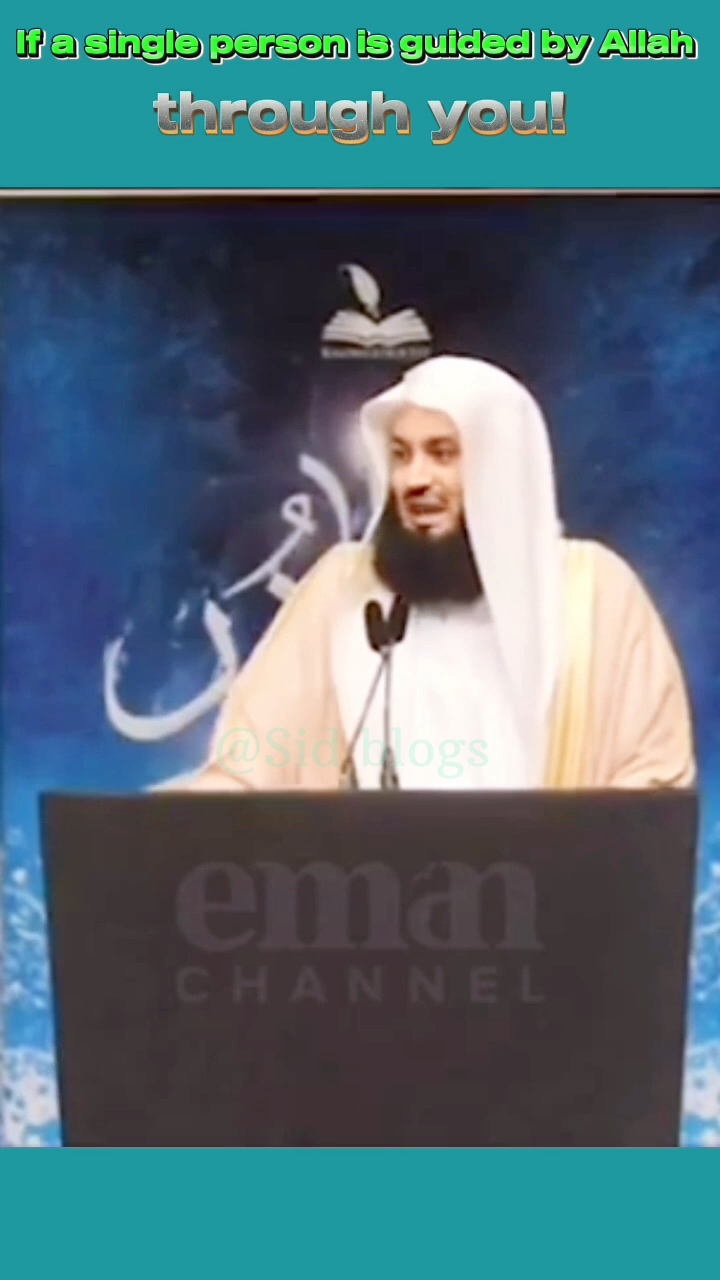 If a single person is guided by Allah
through you!
@Sid blogs
eman
CHANNEL